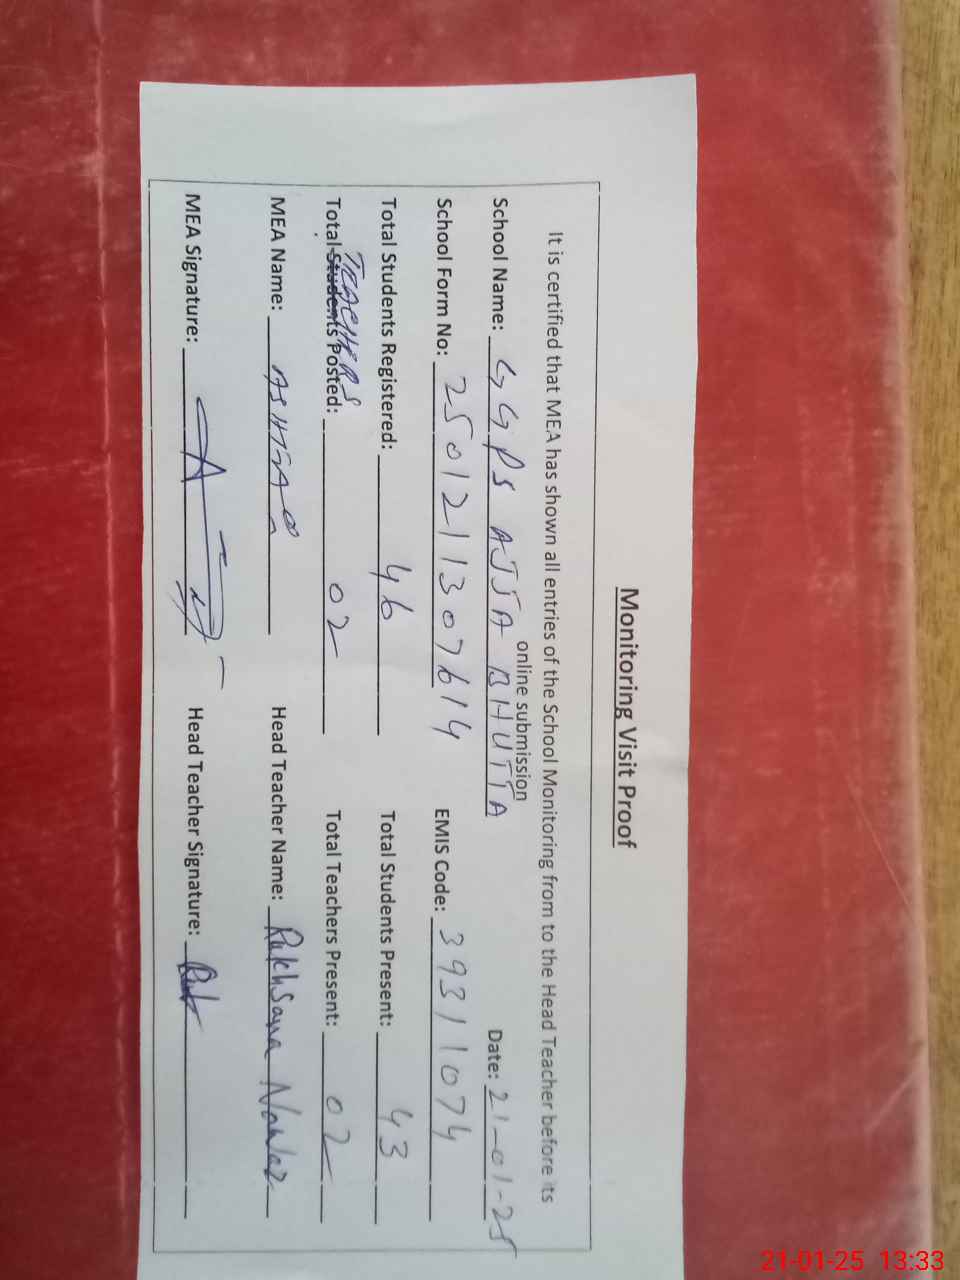 Monitoring Visit Proof
It is certified that MEA has shown all entries of the School Monitoring from to the Head Teacher before its
online submission
School Name: GGPS AJJA BHUTTA Date: 21-01-25
School Form No: 2501211307614 EMIS Code: 39311074
Total Students Registered: 46 Total Students Present: 43
TEACHERS
Total Students Posted: 02 Total Teachers Present: 02
MEA Name: Head Teacher Name: Rukhsana Nawaz
MEA Signature: Head Teacher Signature:
21-01-25 13:33